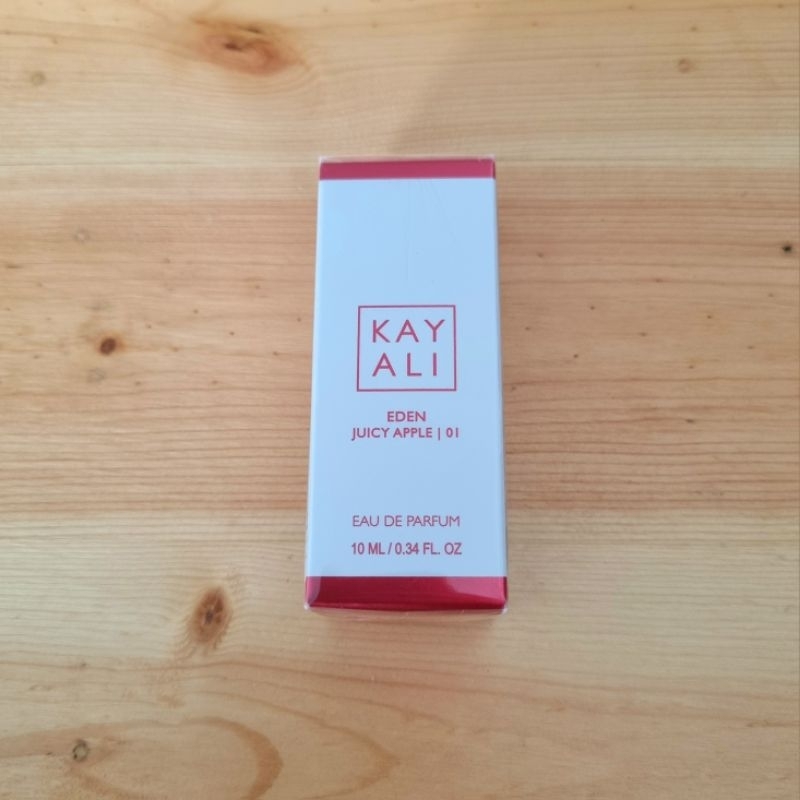 KAY
ALI
EDEN
JUICY APPLE | 01
EAU DE PARFUM
10 ML / 0.34 FL. OZ